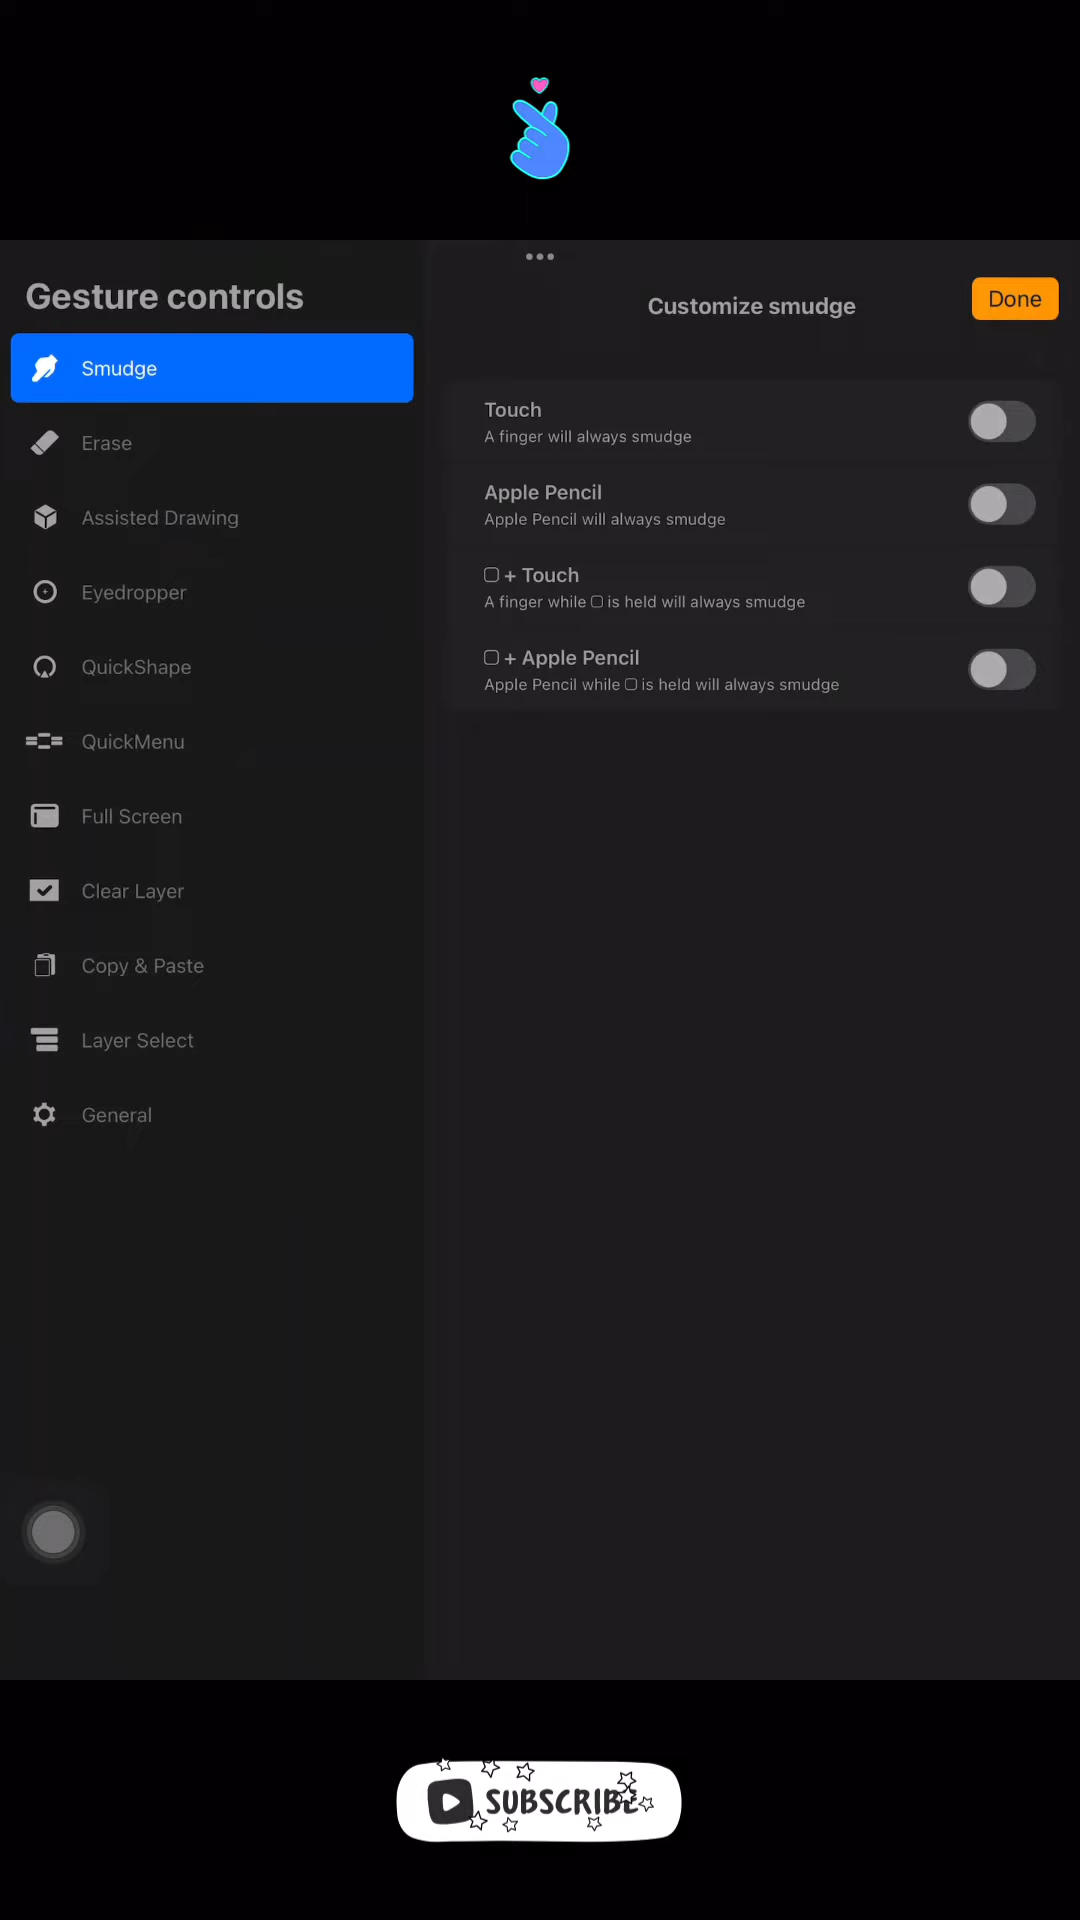 Gesture controls
Smudge
Erase
Assisted Drawing
Eyedropper
QuickShape
QuickMenu
Full Screen
Clear Layer
Copy & Paste
Layer Select
General
Customize smudge
Done
Touch
A finger will always smudge
Apple Pencil
Apple Pencil will always smudge
▢ + Touch
A finger while ▢ is held will always smudge
▢ + Apple Pencil
Apple Pencil while ▢ is held will always smudge
SUBSCRIBE